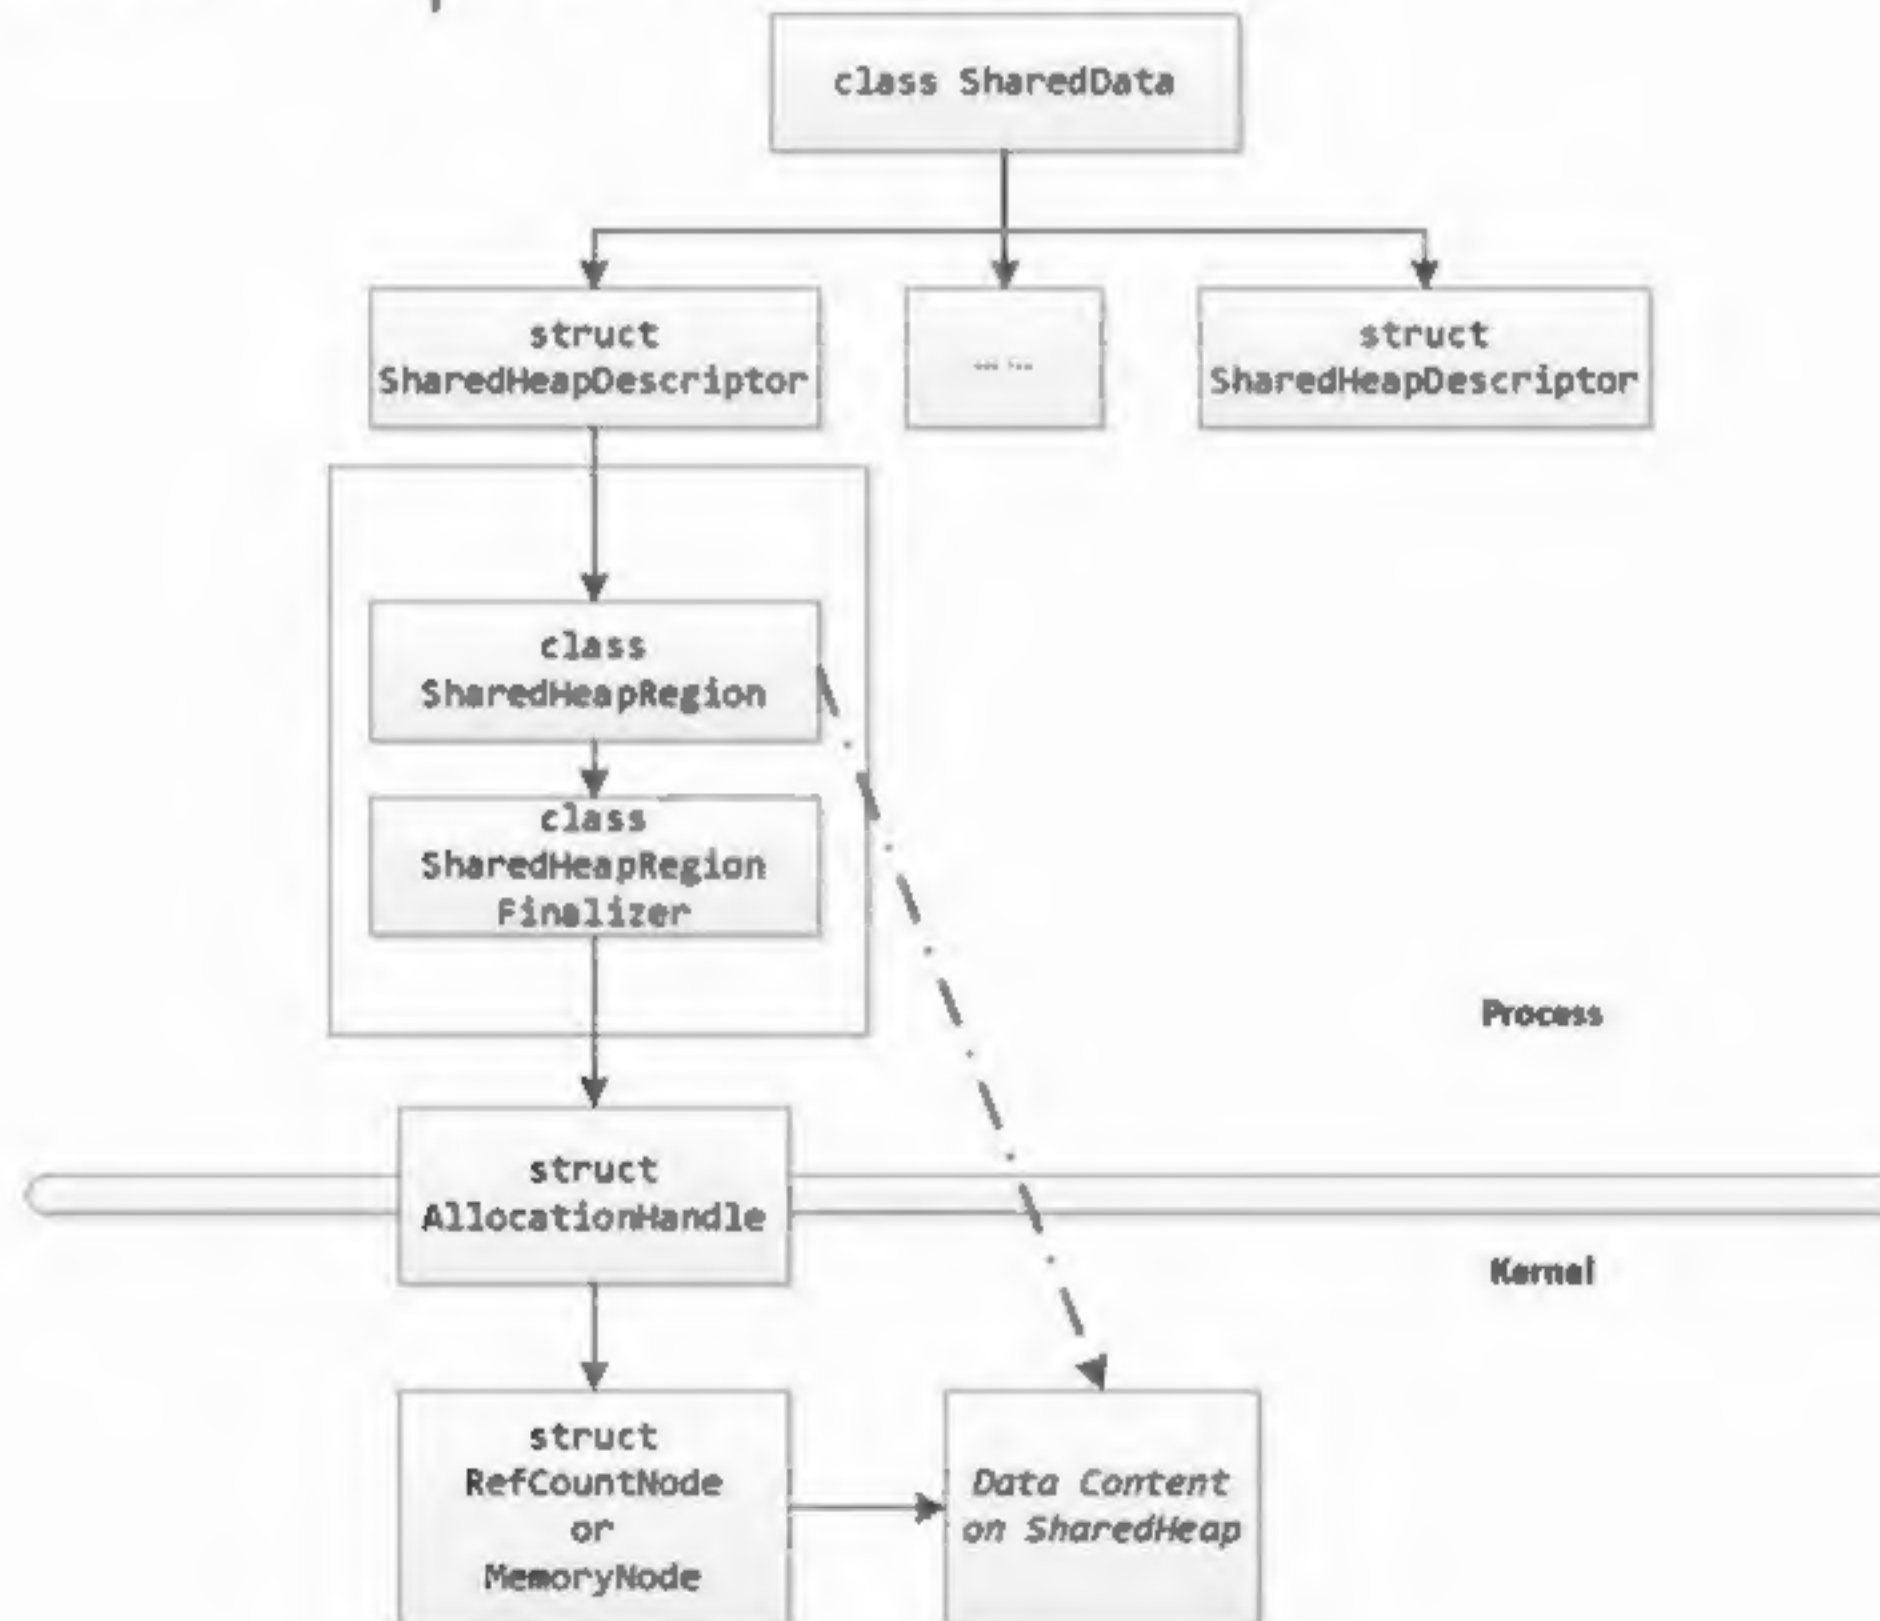 class SharedData
struct
SharedHeapDescriptor
... ...
struct
SharedHeapDescriptor
class
SharedHeapRegion
class
SharedHeapRegion
Finalizer
Process
struct
AllocationHandle
Kernel
struct
RefCountNode
or
MemoryNode
Data Content
on SharedHeap